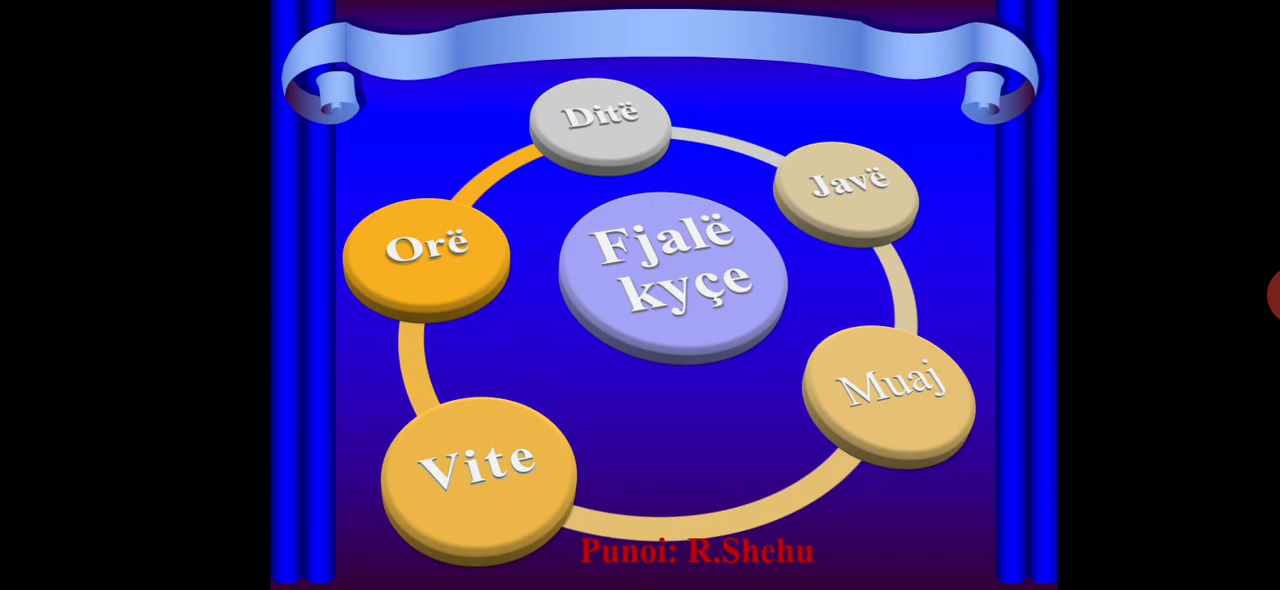 Ditë
Javë
Orë
Fjalë
kyçe
Muaj
Vite
Punoi: R.Shehu